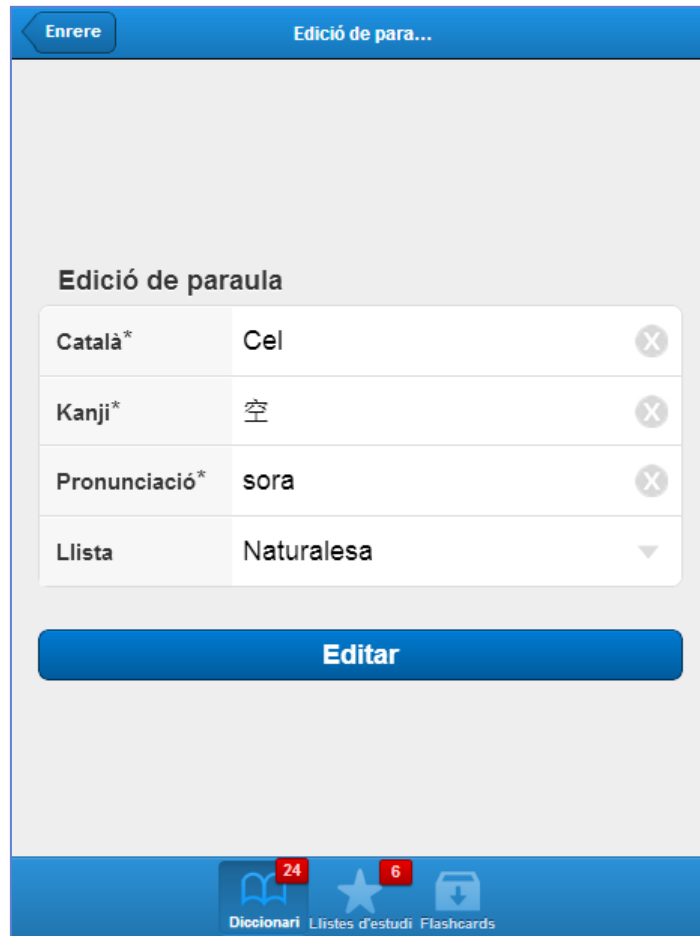 Enrere
Edició de para...
Edició de paraula
Català* Cel
Kanji* 空
Pronunciació* sora
Llista Naturalesa
Editar
24 6
Diccionari Llistes d'estudi Flashcards